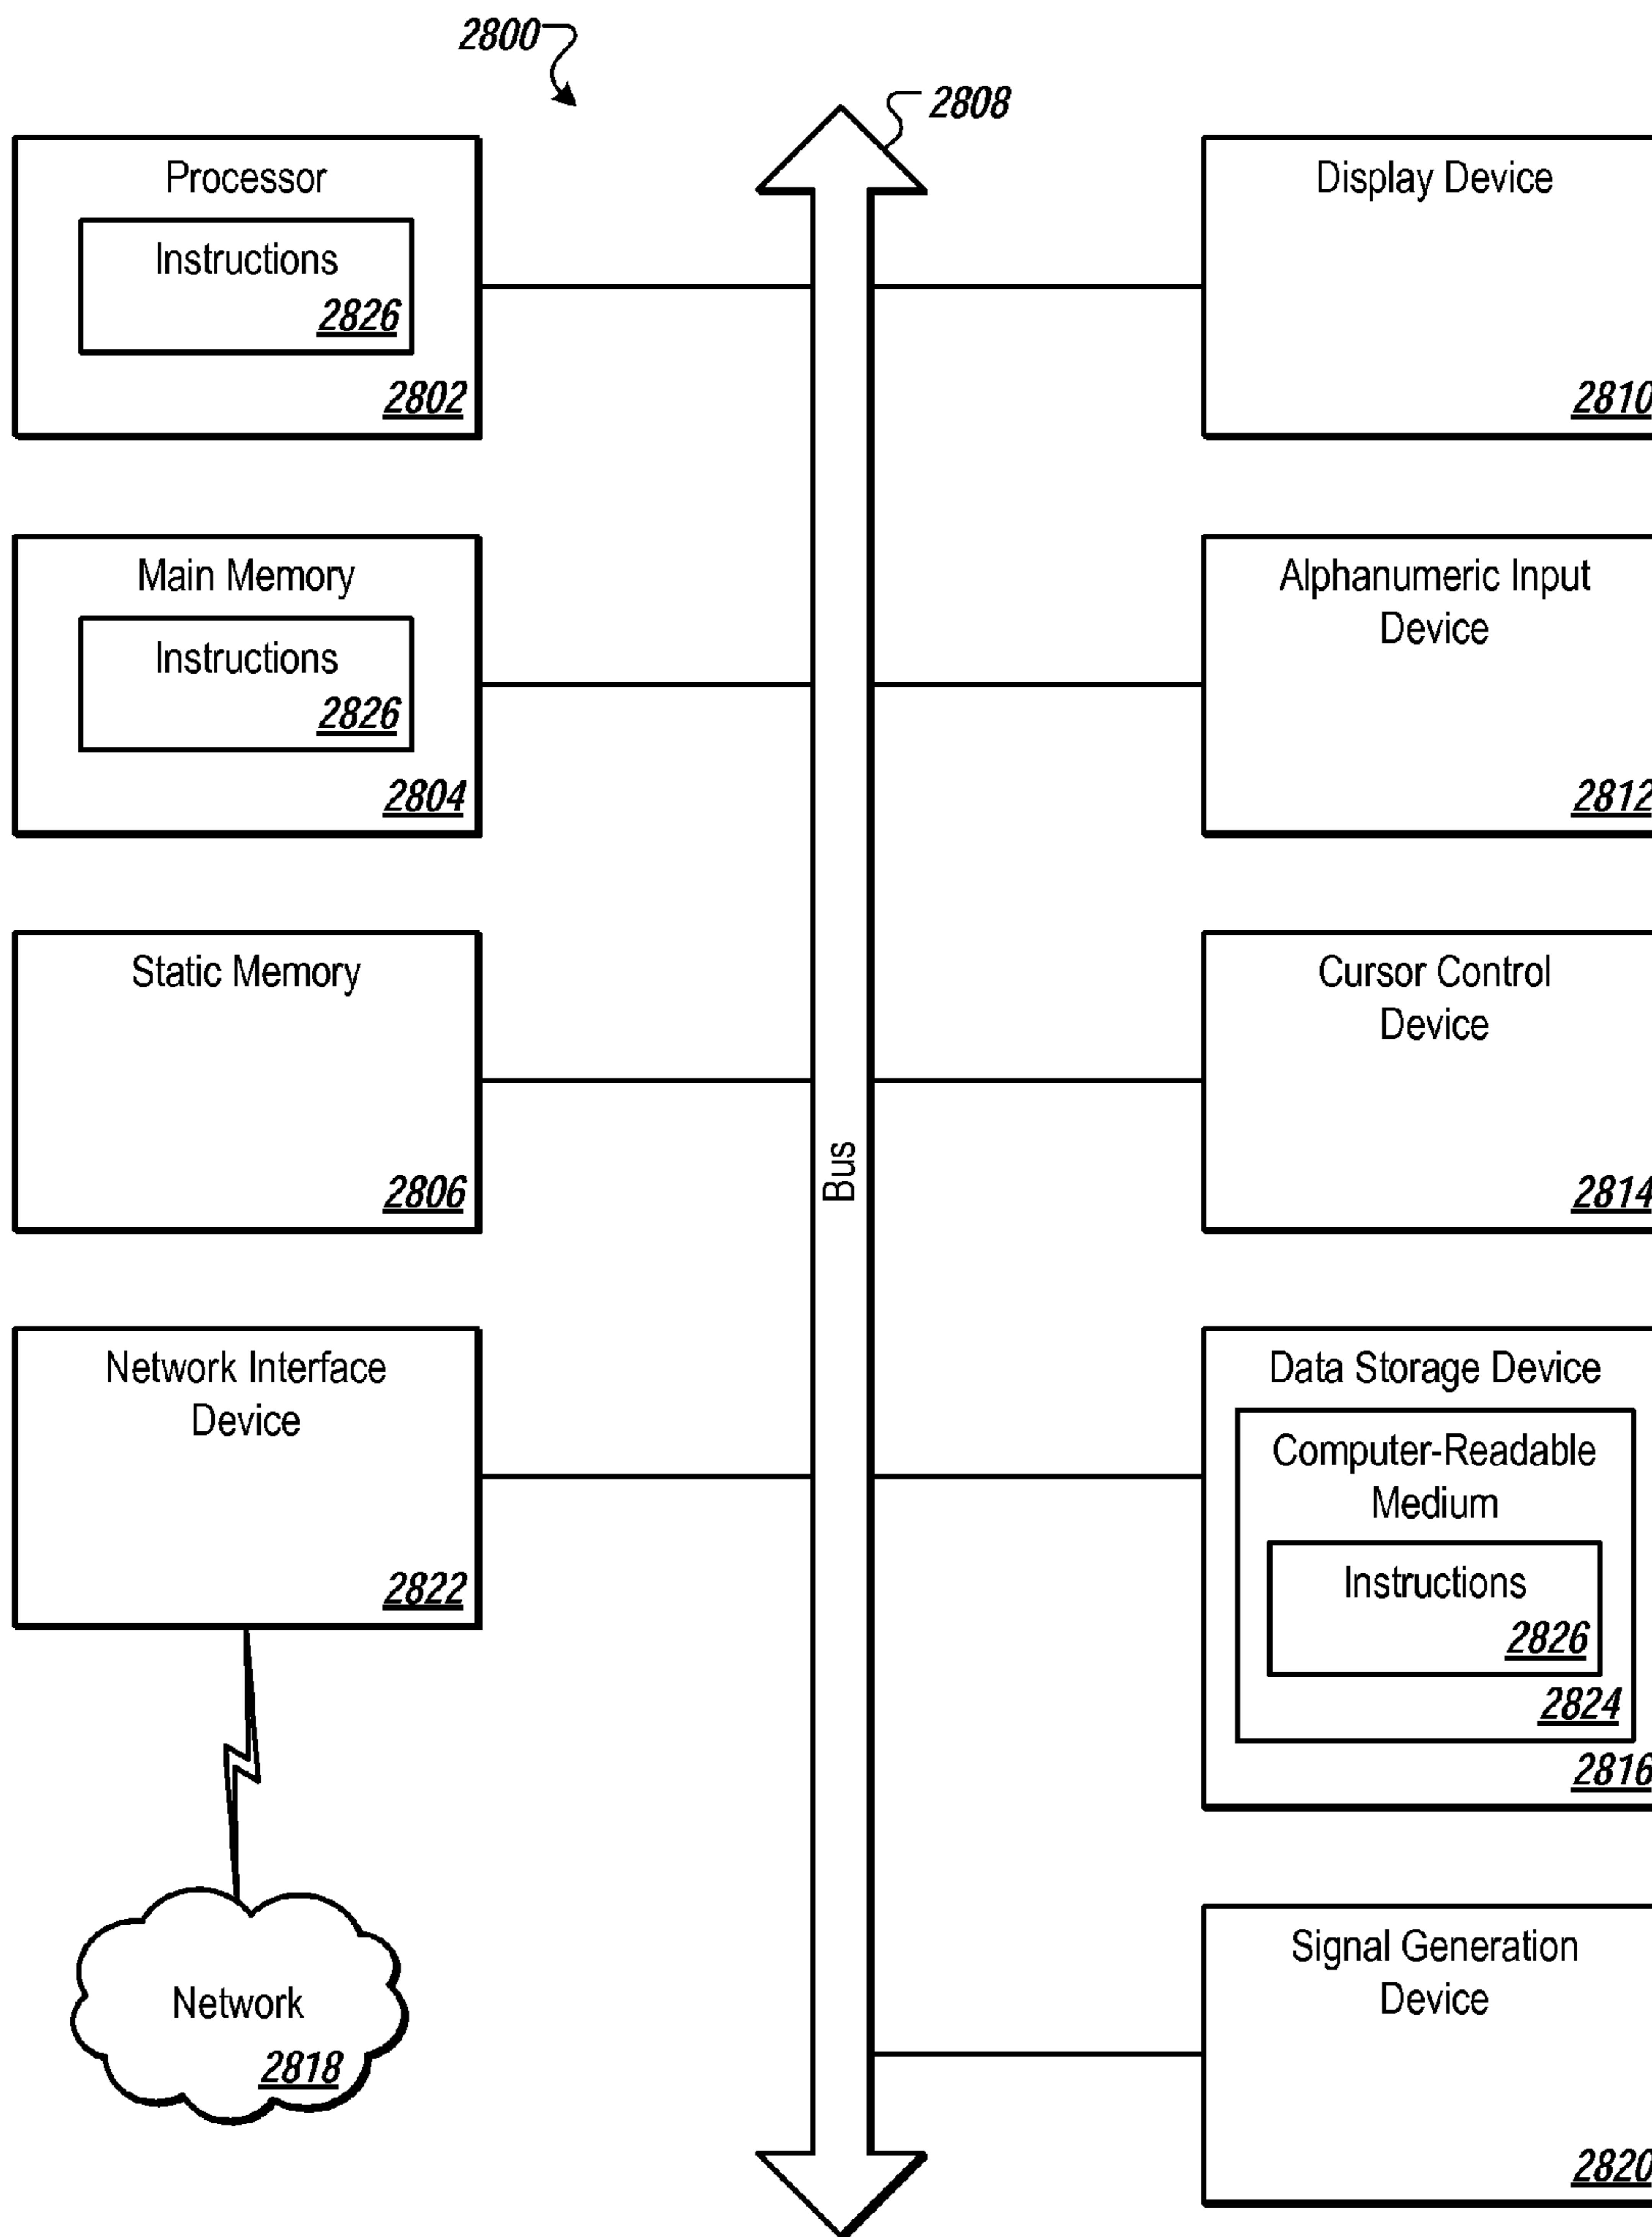 2800
2808
Processor
Instructions
2826
2802
Main Memory
Instructions
2826
2804
Static Memory
2806
Network Interface
Device
2822
Network
2818
Bus
Display Device
2810
Alphanumeric Input
Device
2812
Cursor Control
Device
2814
Data Storage Device
Computer-Readable
Medium
Instructions
2826
2824
2816
Signal Generation
Device
2820